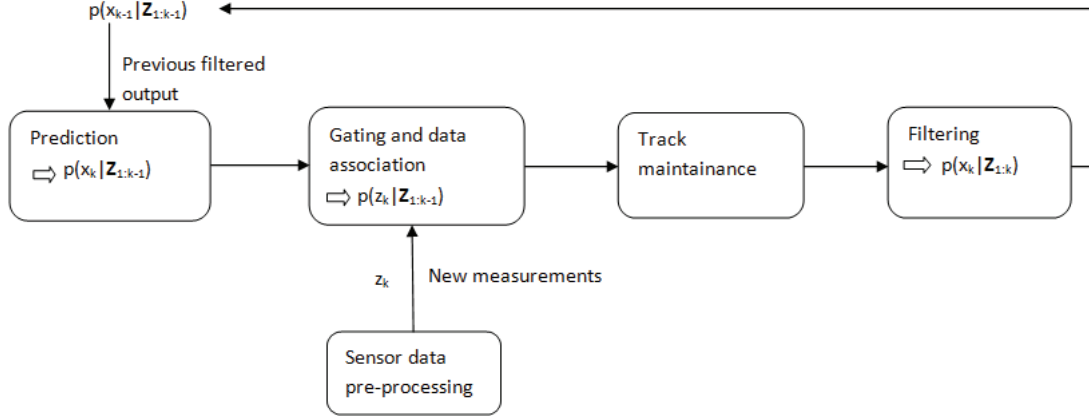 p(xₖ₋₁|Z₁:ₖ₋₁)
Previous filtered
output
Prediction
⇨ p(xₖ|Z₁:ₖ₋₁)
Gating and data
association
⇨ p(zₖ|Z₁:ₖ₋₁)
Track
maintainance
Filtering
⇨ p(xₖ|Z₁:ₖ)
zₖ
New measurements
Sensor data
pre-processing